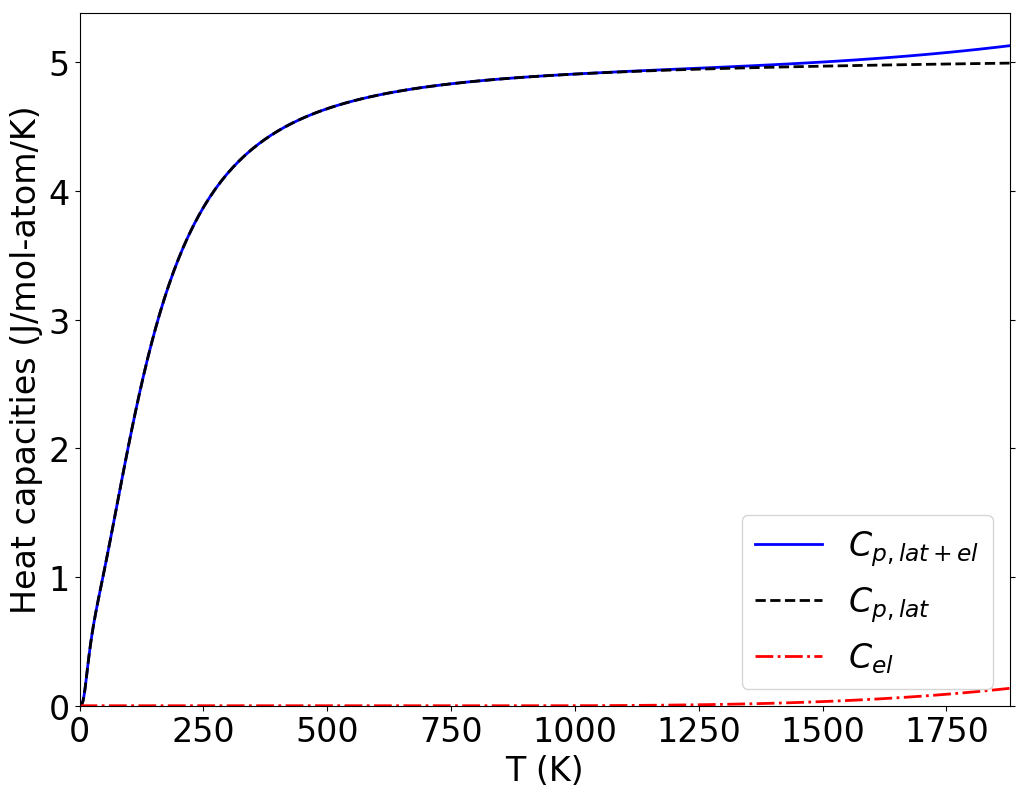 Heat capacities (J/mol-atom/K)
5
4
3
2
1
0
C_{p, lat + el}
C_{p, lat}
C_{el}
0 250 500 750 1000 1250 1500 1750
T (K)